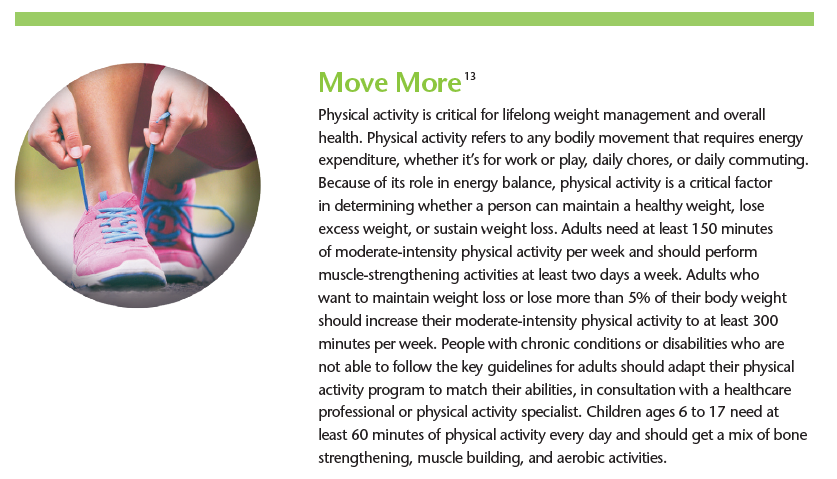 Move More13
Physical activity is critical for lifelong weight management and overall
health. Physical activity refers to any bodily movement that requires energy
expenditure, whether it’s for work or play, daily chores, or daily commuting.
Because of its role in energy balance, physical activity is a critical factor
in determining whether a person can maintain a healthy weight, lose
excess weight, or sustain weight loss. Adults need at least 150 minutes
of moderate-intensity physical activity per week and should perform
muscle-strengthening activities at least two days a week. Adults who
want to maintain weight loss or lose more than 5% of their body weight
should increase their moderate-intensity physical activity to at least 300
minutes per week. People with chronic conditions or disabilities who are
not able to follow the key guidelines for adults should adapt their physical
activity program to match their abilities, in consultation with a healthcare
professional or physical activity specialist. Children ages 6 to 17 need at
least 60 minutes of physical activity every day and should get a mix of bone
strengthening, muscle building, and aerobic activities.